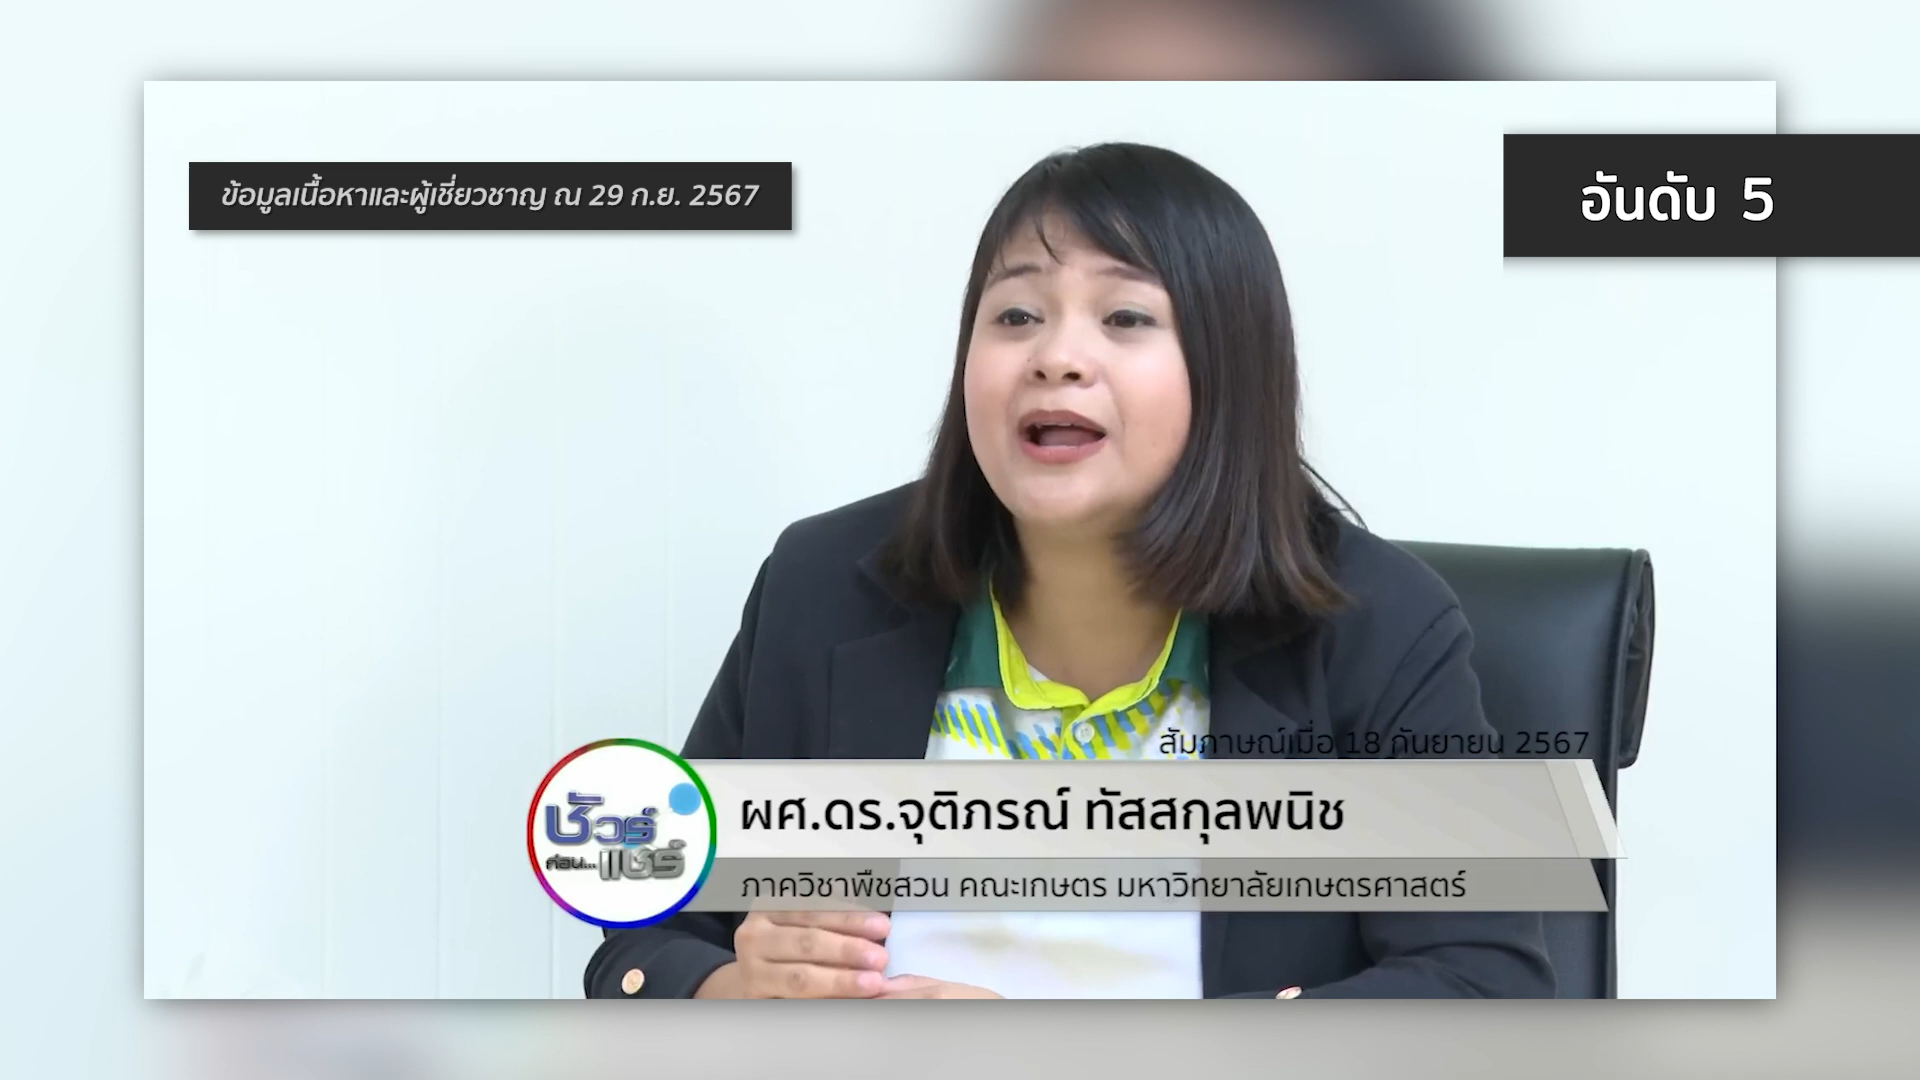 ข้อมูลเนื้อหาและผู้เชี่ยวชาญ ณ 29 ก.ย. 2567
อันดับ 5
สัมภาษณ์เมื่อ 18 กันยายน 2567
ชัวร์
ก่อน...แชร์
ผศ.ดร.จุติภรณ์ ทัสสกุลพนิช
ภาควิชาพืชสวน คณะเกษตร มหาวิทยาลัยเกษตรศาสตร์